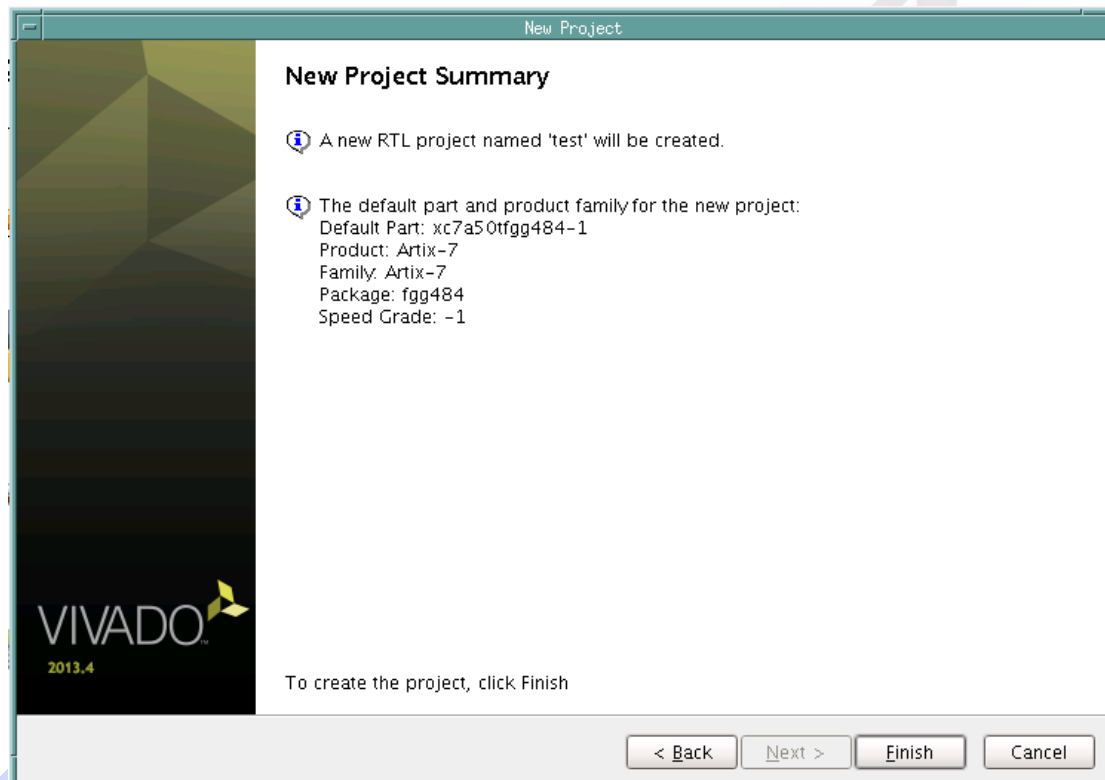 New Project
New Project Summary
A new RTL project named 'test' will be created.
The default part and product family for the new project:
Default Part: xc7a50tfgg484-1
Product: Artix-7
Family: Artix-7
Package: fgg484
Speed Grade: -1
VIVADO™
2013.4
To create the project, click Finish
< Back
Next >
Finish
Cancel